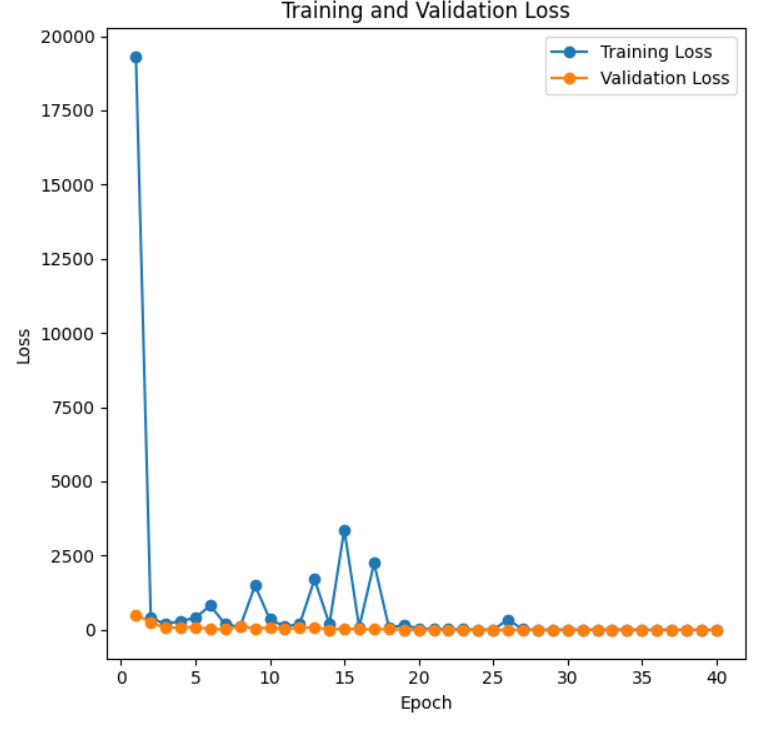 Training and Validation Loss
20000
17500
15000
12500
10000
7500
5000
2500
0
Loss
Training Loss
Validation Loss
0 5 10 15 20 25 30 35 40
Epoch